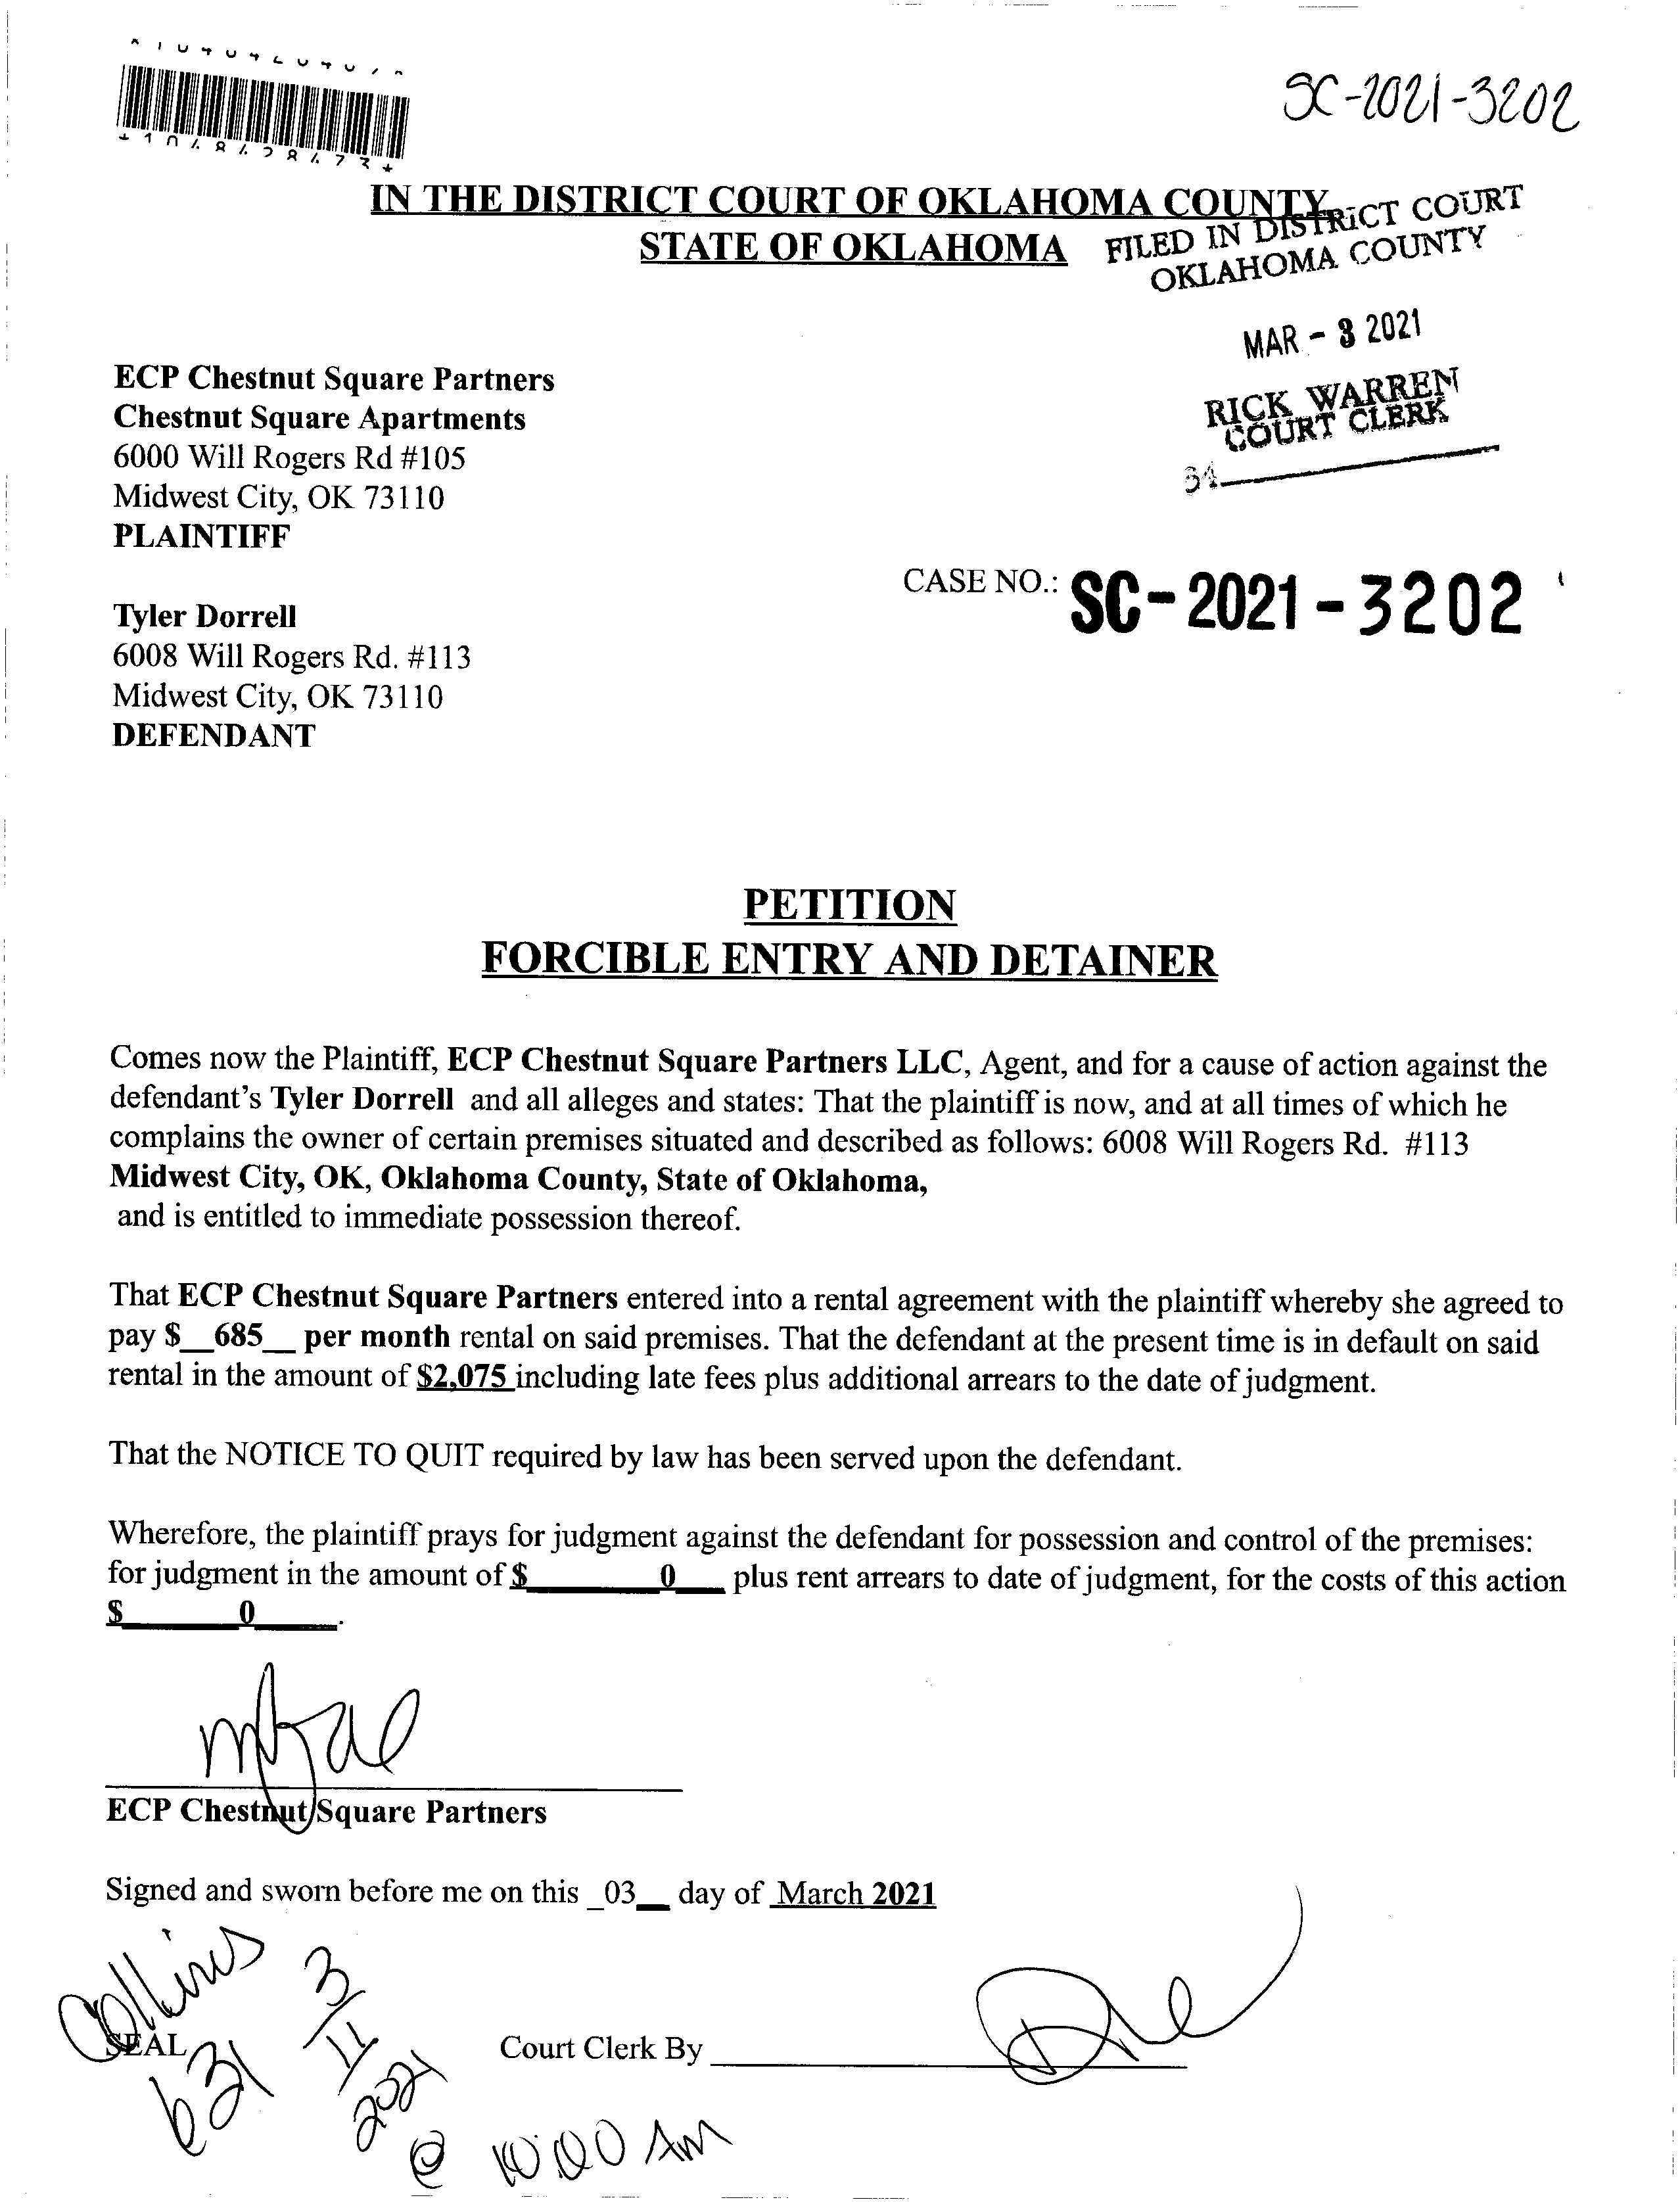 SC-2021-3202
IN THE DISTRICT COURT OF OKLAHOMA COUNTY
STATE OF OKLAHOMA
FILED IN DISTRICT COURT
OKLAHOMA COUNTY
MAR - 3 2021
RICK WARREN
COURT CLERK
34
ECP Chestnut Square Partners
Chestnut Square Apartments
6000 Will Rogers Rd #105
Midwest City, OK 73110
PLAINTIFF
CASE NO.: SC-2021-3202
Tyler Dorrell
6008 Will Rogers Rd. #113
Midwest City, OK 73110
DEFENDANT
PETITION
FORCIBLE ENTRY AND DETAINER
Comes now the Plaintiff, ECP Chestnut Square Partners LLC, Agent, and for a cause of action against the
defendant's Tyler Dorrell and all alleges and states: That the plaintiff is now, and at all times of which he
complains the owner of certain premises situated and described as follows: 6008 Will Rogers Rd. #113
Midwest City, OK, Oklahoma County, State of Oklahoma,
and is entitled to immediate possession thereof.
That ECP Chestnut Square Partners entered into a rental agreement with the plaintiff whereby she agreed to
pay $__685__ per month rental on said premises. That the defendant at the present time is in default on said
rental in the amount of $2,075 including late fees plus additional arrears to the date of judgment.
That the NOTICE TO QUIT required by law has been served upon the defendant.
Wherefore, the plaintiff prays for judgment against the defendant for possession and control of the premises:
for judgment in the amount of $________0___ plus rent arrears to date of judgment, for the costs of this action
$_______0_____.
ECP Chestnut Square Partners
Signed and sworn before me on this _03__ day of March 2021
Collins
631
3/11/2021
@ 10:00 AM
SEAL
Court Clerk By